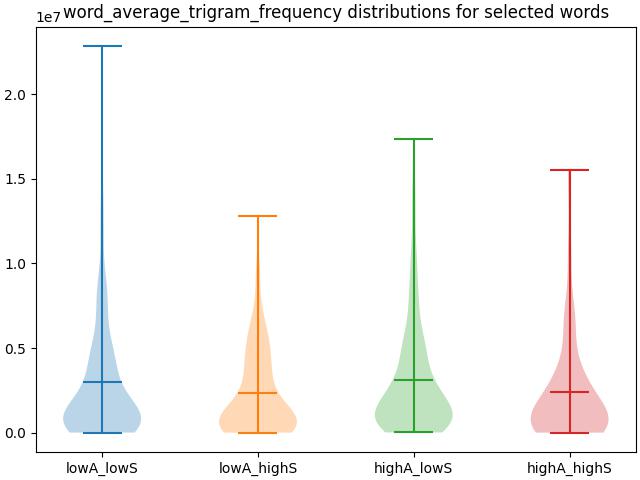 word_average_trigram_frequency distributions for selected words
1e7
2.0
1.5
1.0
0.5
0.0
lowA_lowS lowA_highS highA_lowS highA_highS